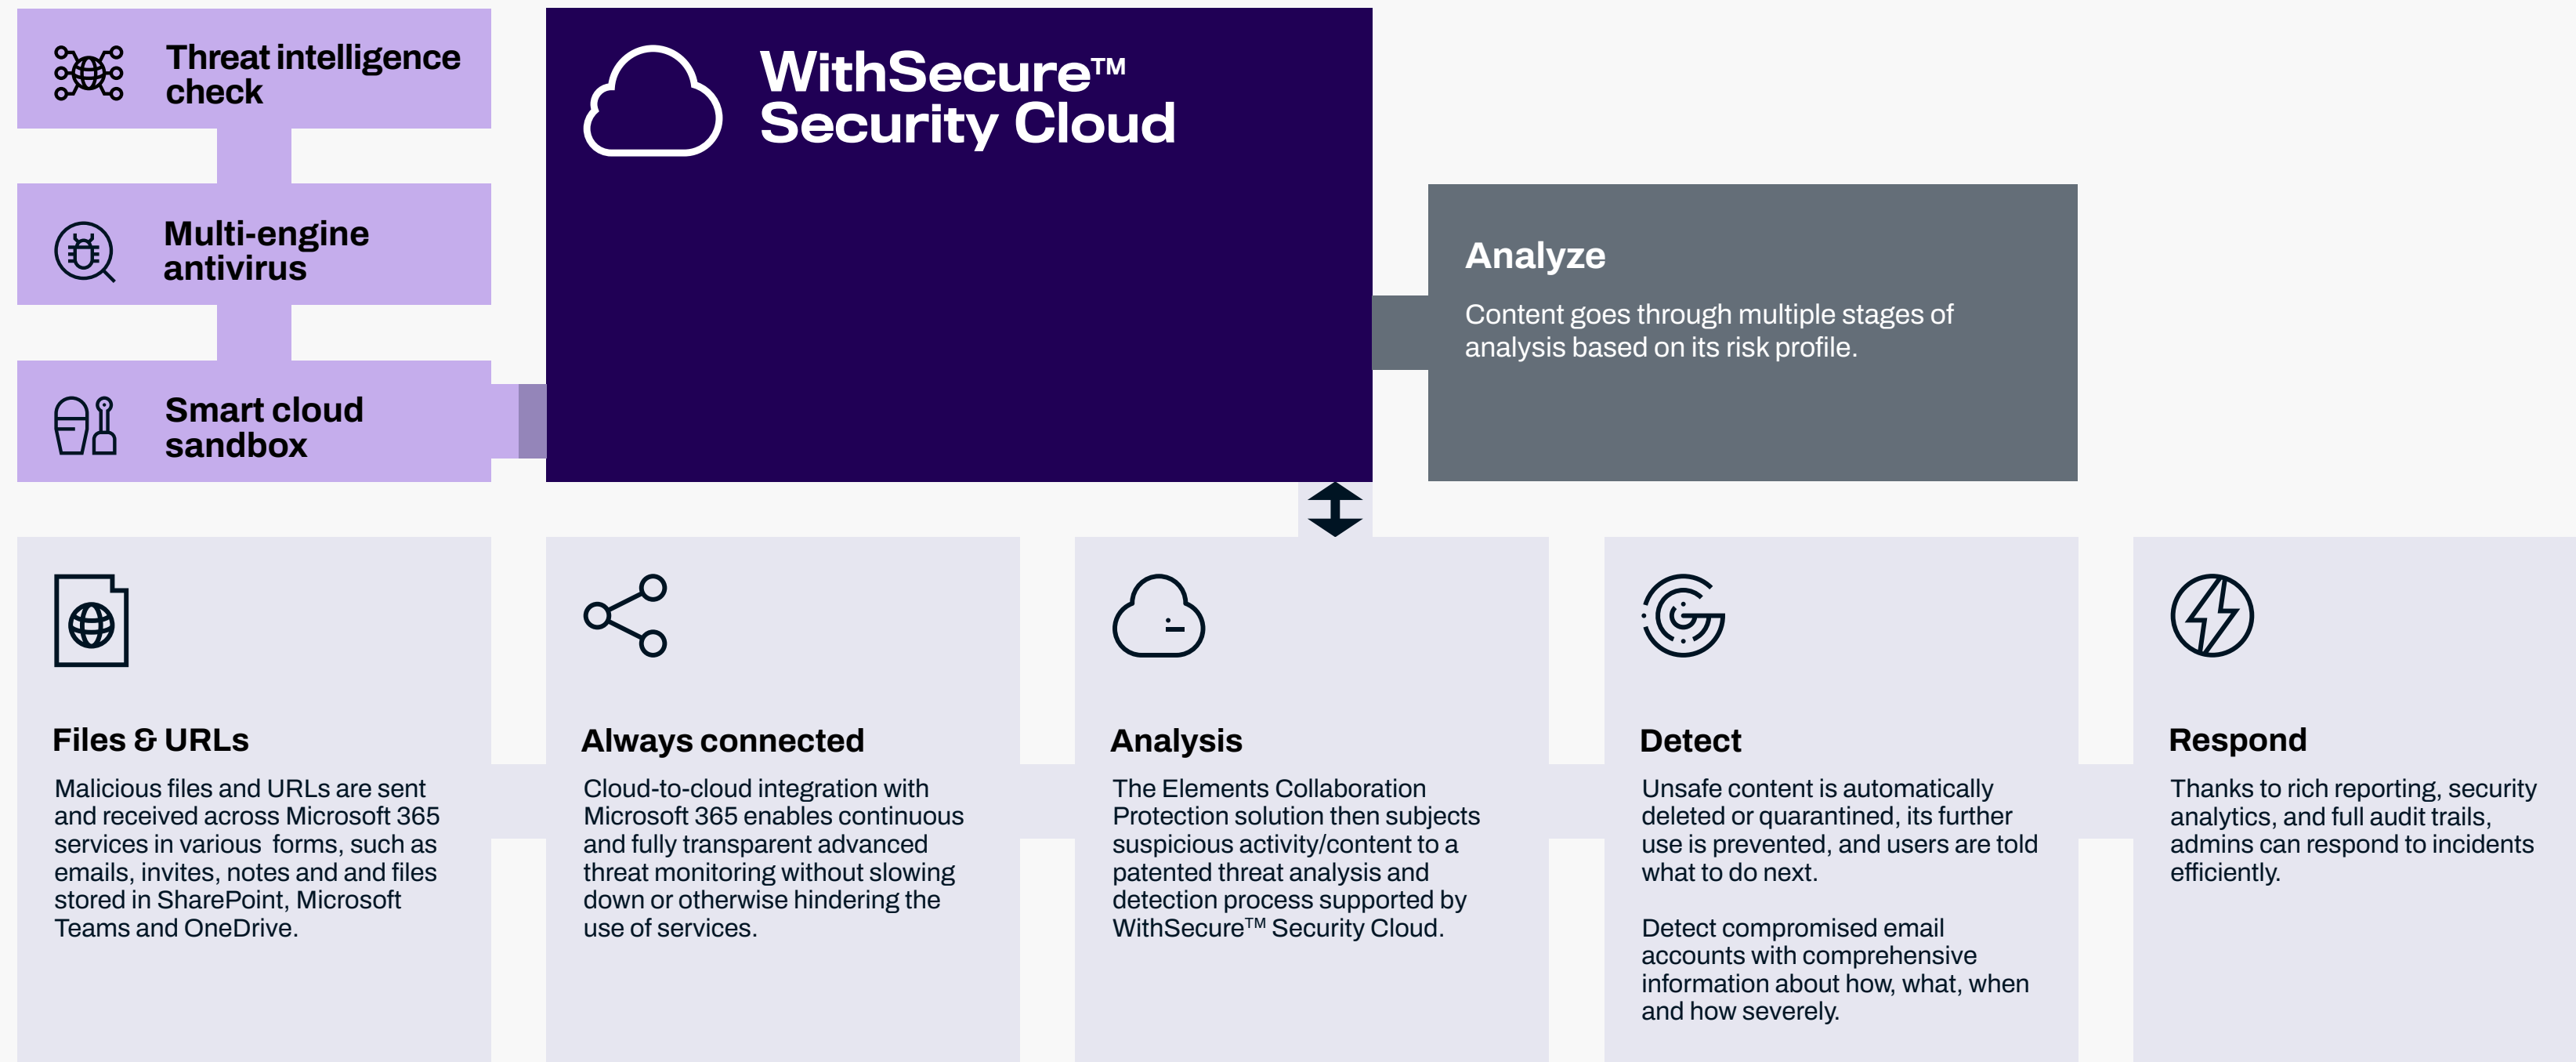 Threat intelligence
check
Multi-engine
antivirus
Smart cloud
sandbox
WithSecure™
Security Cloud
Analyze
Content goes through multiple stages of
analysis based on its risk profile.
Files & URLs
Malicious files and URLs are sent
and received across Microsoft 365
services in various  forms, such as
emails, invites, notes and and files
stored in SharePoint, Microsoft
Teams and OneDrive.
Always connected
Cloud-to-cloud integration with
Microsoft 365 enables continuous
and fully transparent advanced
threat monitoring without slowing
down or otherwise hindering the
use of services.
Analysis
The Elements Collaboration
Protection solution then subjects
suspicious activity/content to a
patented threat analysis and
detection process supported by
WithSecure™ Security Cloud.
Detect
Unsafe content is automatically
deleted or quarantined, its further
use is prevented, and users are told
what to do next.
Detect compromised email
accounts with comprehensive
information about how, what, when
and how severely.
Respond
Thanks to rich reporting, security
analytics, and full audit trails,
admins can respond to incidents
efficiently.